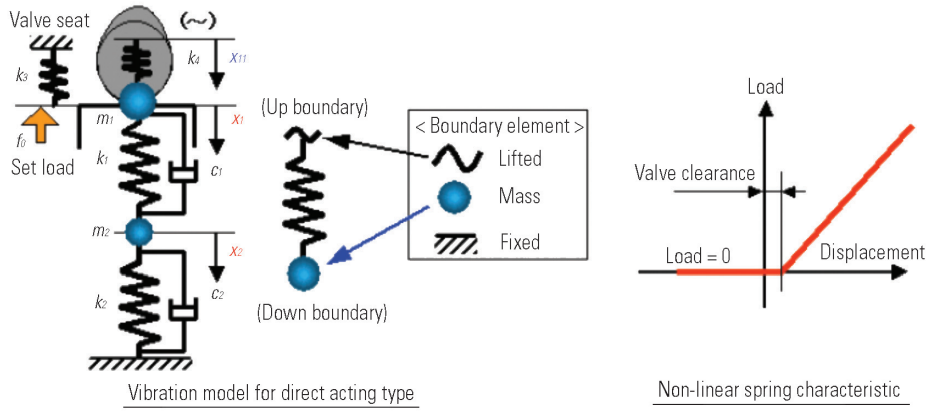 Valve seat
(~)
k3
k4
x11
(Up boundary)
< Boundary element >
Lifted
Mass
Fixed
m1
x1
f0
Set load
k1
c1
m2
x2
k2
c2
(Down boundary)
Vibration model for direct acting type
Load
Valve clearance
Load = 0
Displacement
Non-linear spring characteristic